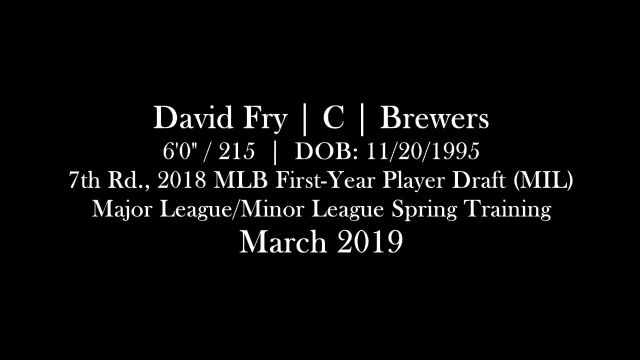 David Fry | C | Brewers
6'0" / 215 | DOB: 11/20/1995
7th Rd., 2018 MLB First-Year Player Draft (MIL)
Major League/Minor League Spring Training
March 2019